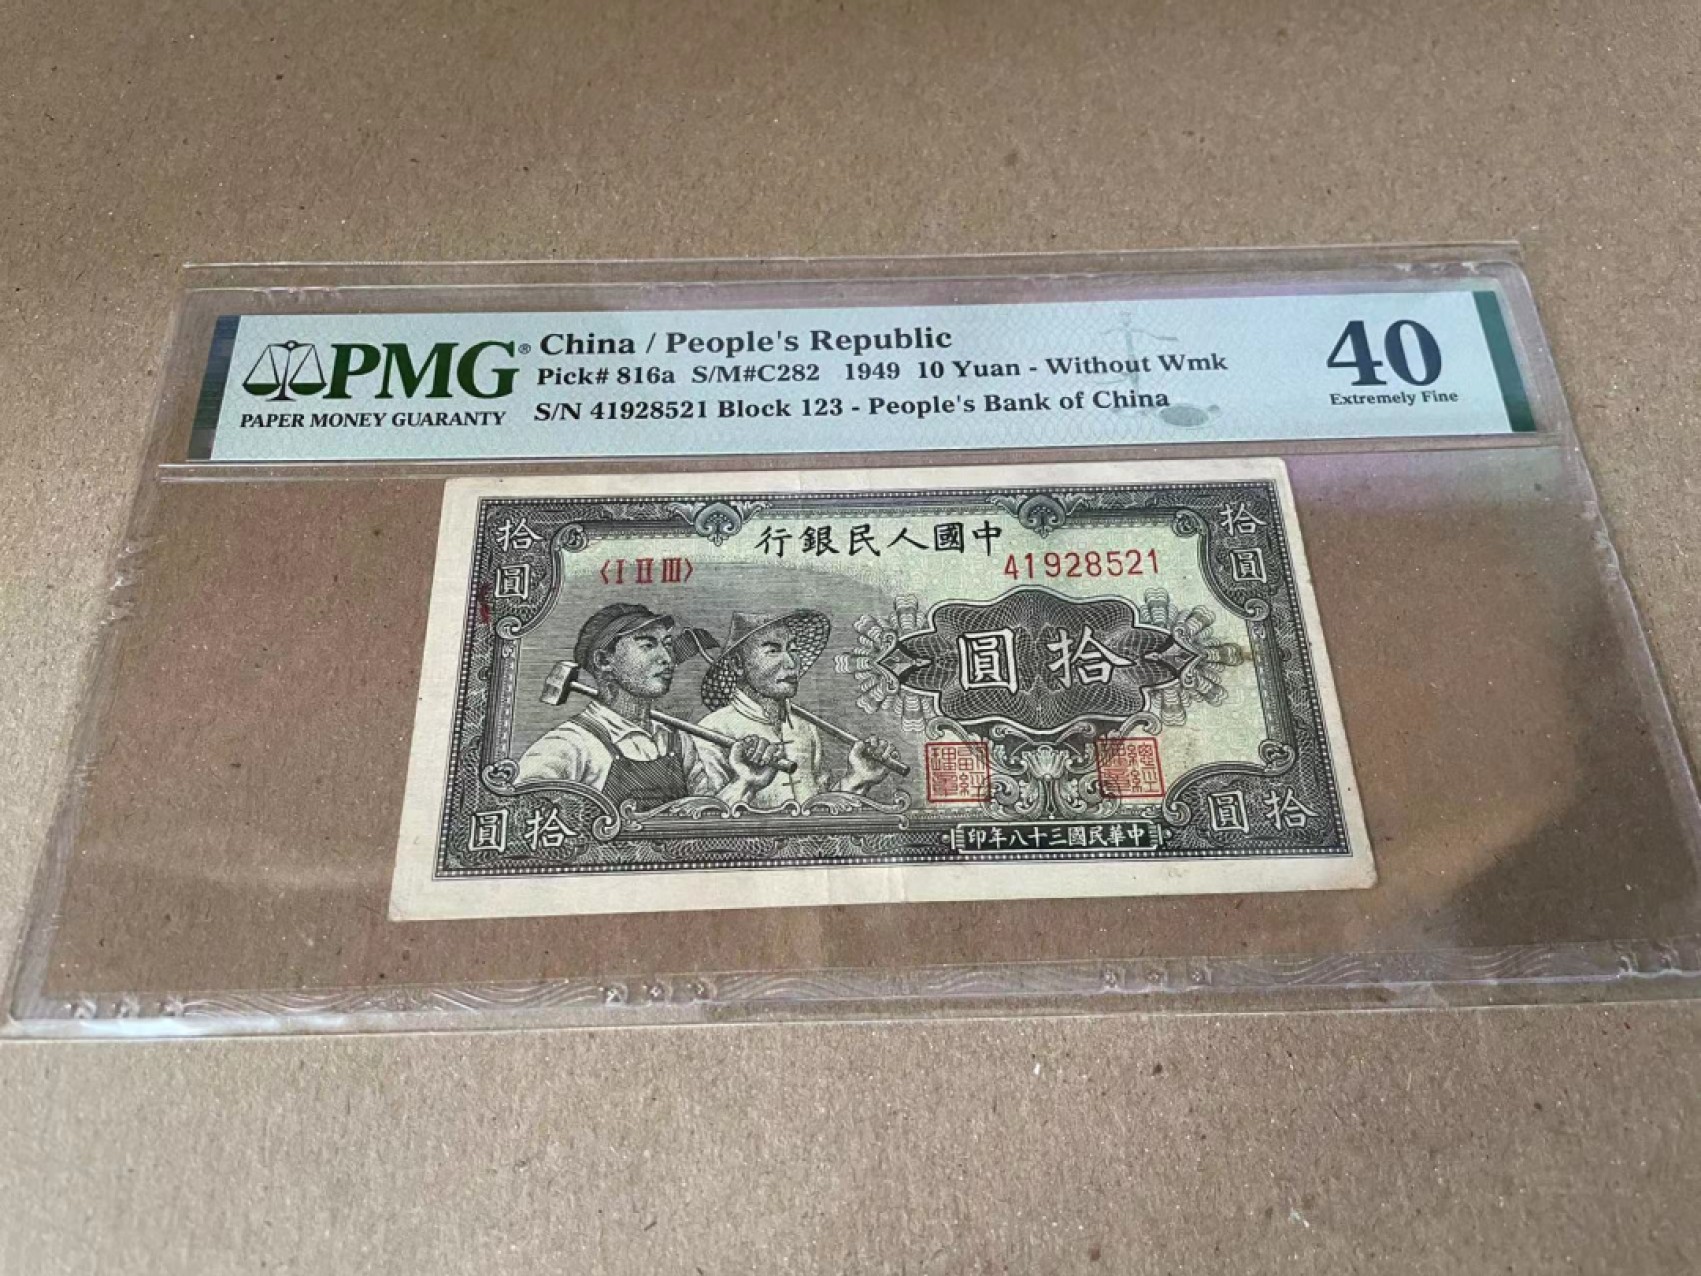 PMG®
PAPER MONEY GUARANTY
China / People's Republic
Pick# 816a S/M#C282 1949 10 Yuan - Without Wmk
S/N 41928521 Block 123 - People's Bank of China
40
Extremely Fine
行銀民人國中
〈I II III〉
41928521
拾圓
拾圓
圓拾
圓拾
圓拾
印年八十三國民華中